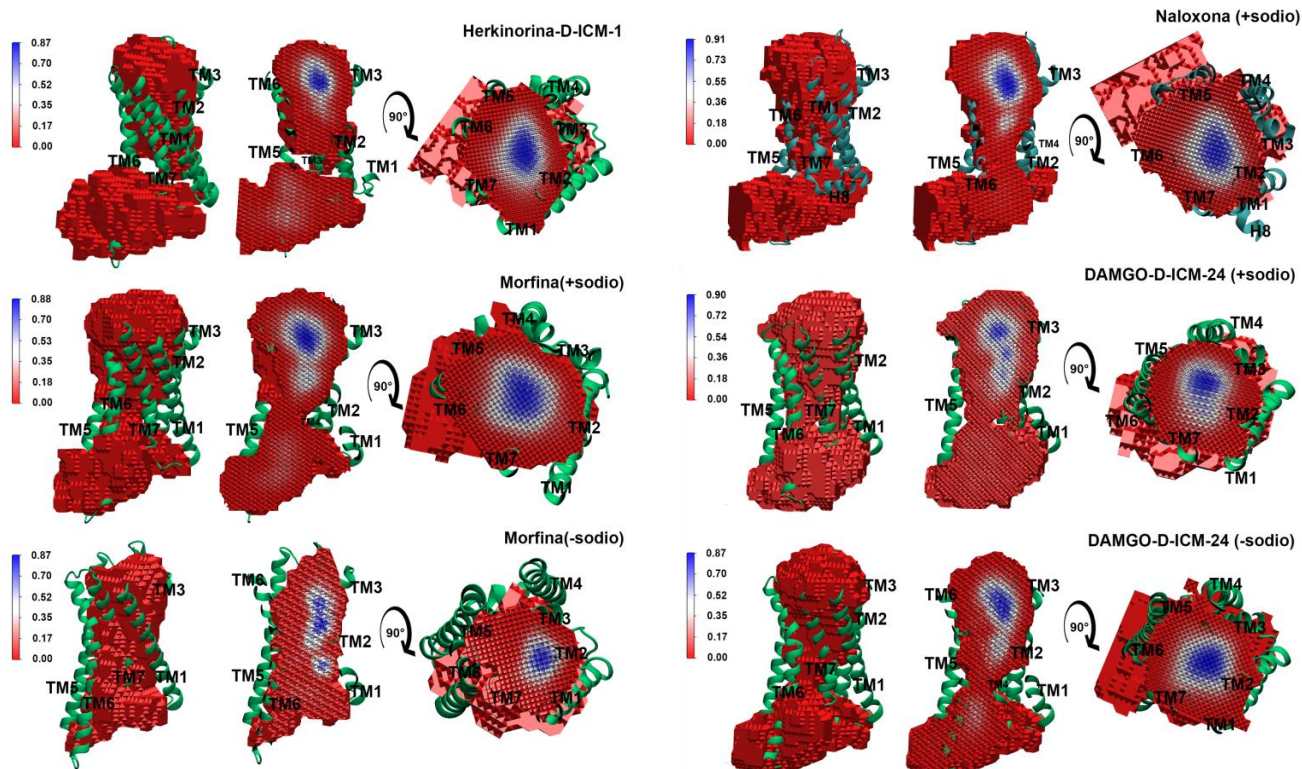 Herkinorina-D-ICM-1
0.87
0.70
0.52
0.35
0.17
0.00
TM3
TM2
TM1
TM6
TM7
TM6
TM3
TM2
TM5
TM3
TM1
90°
TM5
TM4
TM6
TM3
TM7
TM2
TM1
Naloxona (+sodio)
0.91
0.73
0.55
0.36
0.18
0.00
TM3
TM1
TM6
TM2
TM5
TM7
H8
TM3
TM4
TM5
TM2
TM6
90°
TM4
TM5
TM3
TM6
TM2
TM7
TM1
H8
Morfina(+sodio)
0.88
0.70
0.53
0.35
0.18
0.00
TM3
TM2
TM6
TM1
TM7
TM5
TM3
TM2
TM5
TM1
90°
TM4
TM5
TM3
TM6
TM2
TM7
TM1
DAMGO-D-ICM-24 (+sodio)
0.90
0.72
0.54
0.36
0.18
0.00
TM2
TM5
TM7
TM1
TM6
TM3
TM2
TM5
TM1
90°
TM4
TM5
TM3
TM6
TM2
TM7
TM1
Morfina(-sodio)
0.87
0.70
0.52
0.35
0.17
0.00
TM3
TM7
TM1
TM5
TM6
TM6
TM3
TM2
TM5
TM1
TM6
90°
TM4
TM3
TM5
TM2
TM6
TM7
TM1
DAMGO-D-ICM-24 (-sodio)
0.87
0.70
0.52
0.35
0.17
0.00
TM3
TM2
TM5
TM7
TM1
TM6
TM6
TM3
TM2
TM5
TM1
90°
TM4
TM5
TM3
TM6
TM2
TM7
TM1